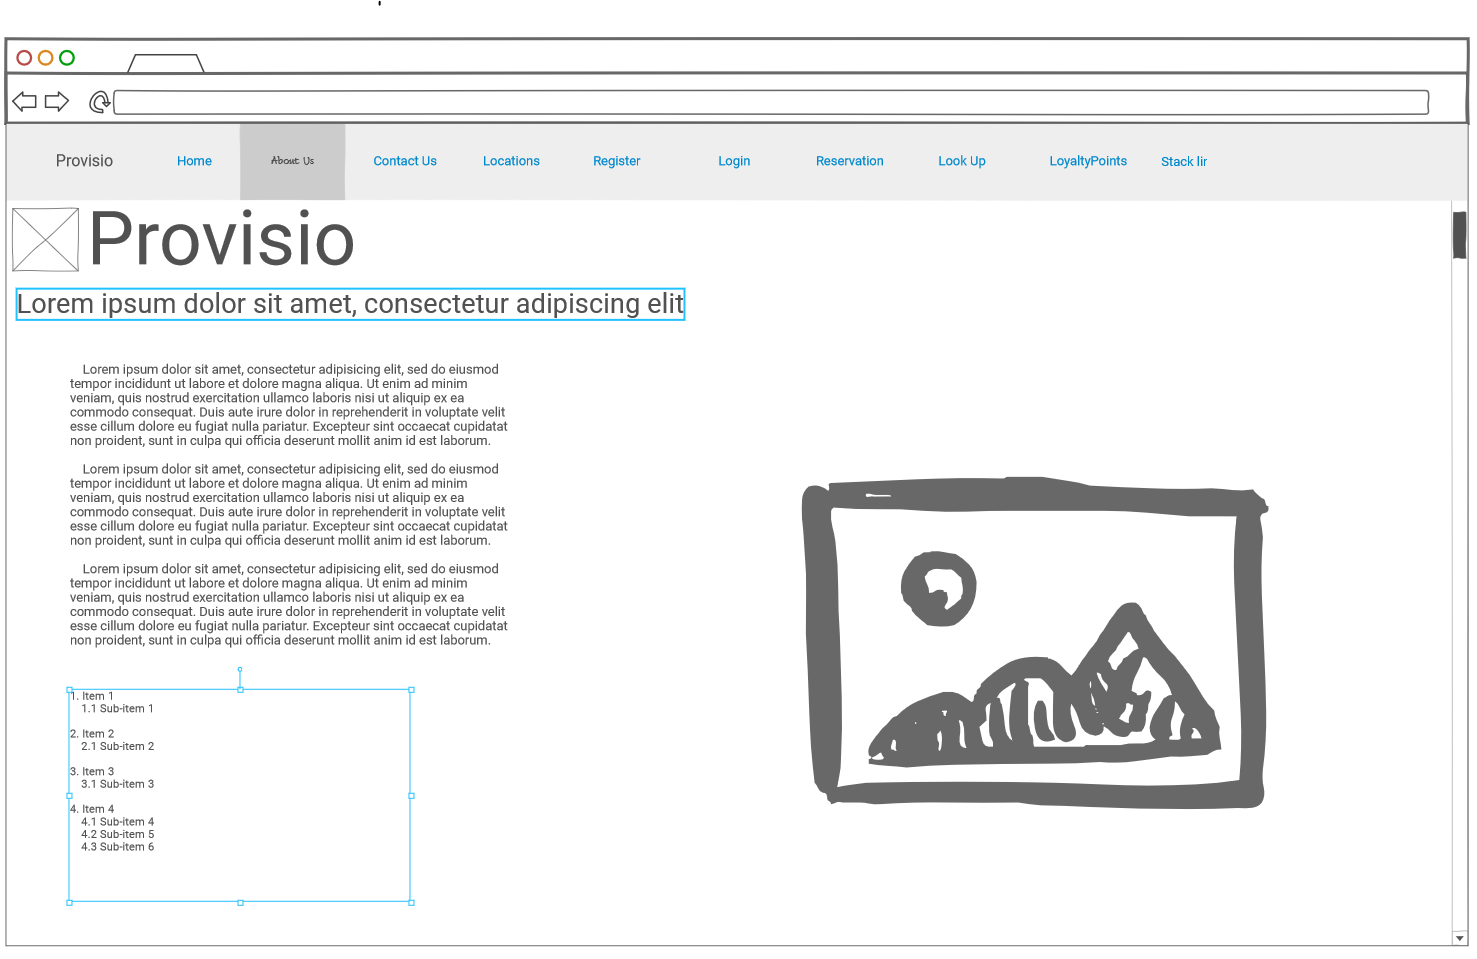 Provisio Home About Us Contact Us Locations Register Login Reservation Look Up LoyaltyPoints Stack lir
Provisio
Lorem ipsum dolor sit amet, consectetur adipiscing elit
Lorem ipsum dolor sit amet, consectetur adipisicing elit, sed do eiusmod
tempor incididunt ut labore et dolore magna aliqua. Ut enim ad minim
veniam, quis nostrud exercitation ullamco laboris nisi ut aliquip ex ea
commodo consequat. Duis aute irure dolor in reprehenderit in voluptate velit
esse cillum dolore eu fugiat nulla pariatur. Excepteur sint occaecat cupidatat
non proident, sunt in culpa qui officia deserunt mollit anim id est laborum.
Lorem ipsum dolor sit amet, consectetur adipisicing elit, sed do eiusmod
tempor incididunt ut labore et dolore magna aliqua. Ut enim ad minim
veniam, quis nostrud exercitation ullamco laboris nisi ut aliquip ex ea
commodo consequat. Duis aute irure dolor in reprehenderit in voluptate velit
esse cillum dolore eu fugiat nulla pariatur. Excepteur sint occaecat cupidatat
non proident, sunt in culpa qui officia deserunt mollit anim id est laborum.
Lorem ipsum dolor sit amet, consectetur adipisicing elit, sed do eiusmod
tempor incididunt ut labore et dolore magna aliqua. Ut enim ad minim
veniam, quis nostrud exercitation ullamco laboris nisi ut aliquip ex ea
commodo consequat. Duis aute irure dolor in reprehenderit in voluptate velit
esse cillum dolore eu fugiat nulla pariatur. Excepteur sint occaecat cupidatat
non proident, sunt in culpa qui officia deserunt mollit anim id est laborum.
1. Item 1
1.1 Sub-item 1
2. Item 2
2.1 Sub-item 2
3. Item 3
3.1 Sub-item 3
4. Item 4
4.1 Sub-item 4
4.2 Sub-item 5
4.3 Sub-item 6